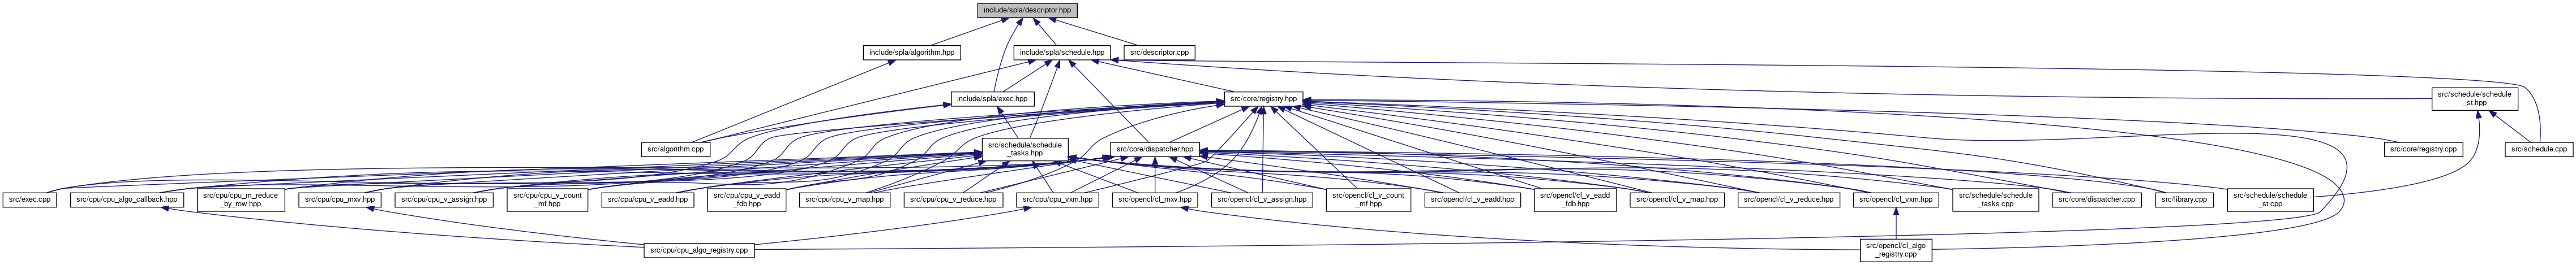 include/spla/descriptor.hpp
include/spla/algorithm.hpp
include/spla/schedule.hpp
src/descriptor.cpp
include/spla/exec.hpp
src/core/registry.hpp
src/schedule/schedule
_st.hpp
src/algorithm.cpp
src/schedule/schedule
_tasks.hpp
src/core/dispatcher.hpp
src/core/registry.cpp
src/schedule.cpp
src/exec.cpp
src/cpu/cpu_algo_callback.hpp
src/cpu/cpu_m_reduce
_by_row.hpp
src/cpu/cpu_mxv.hpp
src/cpu/cpu_v_assign.hpp
src/cpu/cpu_v_count
_mf.hpp
src/cpu/cpu_v_eadd.hpp
src/cpu/cpu_v_eadd
_fdb.hpp
src/cpu/cpu_v_map.hpp
src/cpu/cpu_v_reduce.hpp
src/cpu/cpu_vxm.hpp
src/opencl/cl_mxv.hpp
src/opencl/cl_v_assign.hpp
src/opencl/cl_v_count
_mf.hpp
src/opencl/cl_v_eadd.hpp
src/opencl/cl_v_eadd
_fdb.hpp
src/opencl/cl_v_map.hpp
src/opencl/cl_v_reduce.hpp
src/opencl/cl_vxm.hpp
src/schedule/schedule
_tasks.cpp
src/core/dispatcher.cpp
src/library.cpp
src/schedule/schedule
_st.cpp
src/cpu/cpu_algo_registry.cpp
src/opencl/cl_algo
_registry.cpp